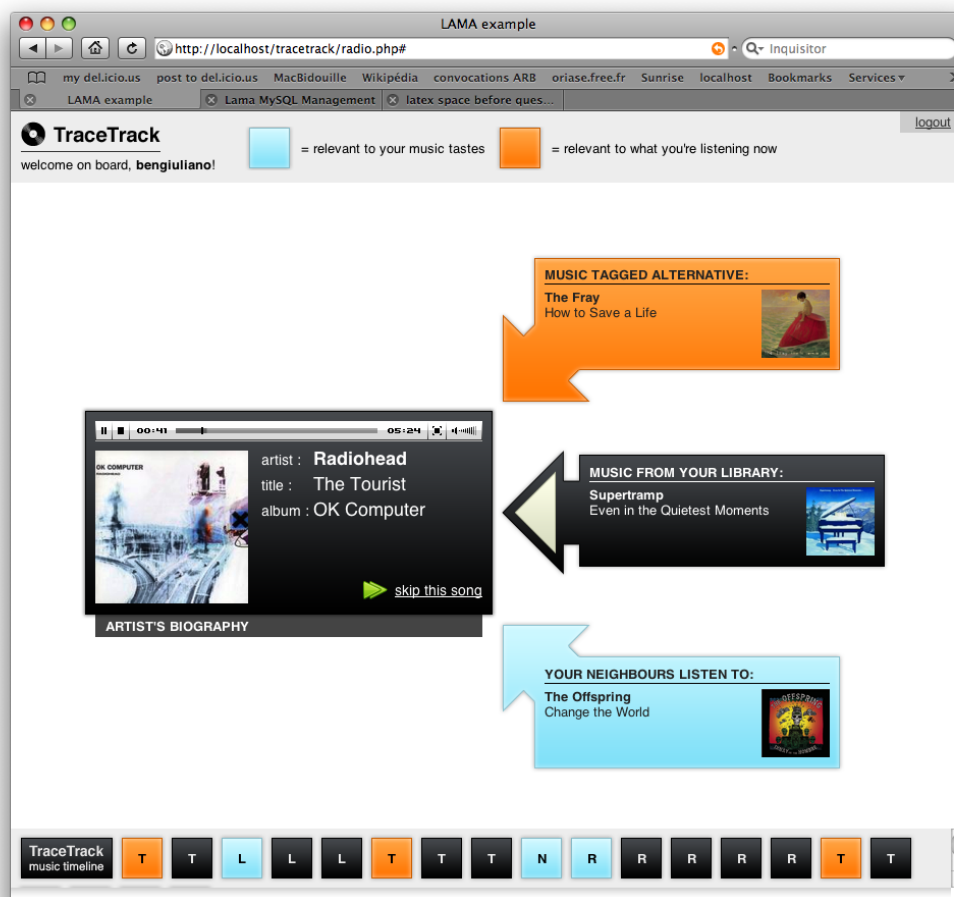 LAMA example
http://localhost/tracetrack/radio.php#
Inquisitor
my del.icio.us post to del.icio.us MacBidouille Wikipédia convocations ARB oriase.free.fr Sunrise localhost Bookmarks Services
LAMA example Lama MySQL Management latex space before ques...
TraceTrack
welcome on board, bengiuliano!
= relevant to your music tastes
= relevant to what you're listening now
logout
MUSIC TAGGED ALTERNATIVE:
The Fray
How to Save a Life
00:41 05:24
OK COMPUTER
RADIOHEAD
artist : Radiohead
title : The Tourist
album : OK Computer
skip this song
ARTIST'S BIOGRAPHY
MUSIC FROM YOUR LIBRARY:
Supertramp
Even in the Quietest Moments
YOUR NEIGHBOURS LISTEN TO:
The Offspring
Change the World
OFFSPRING
TraceTrack
music timeline
T T L L L T T T N R R R R R T T